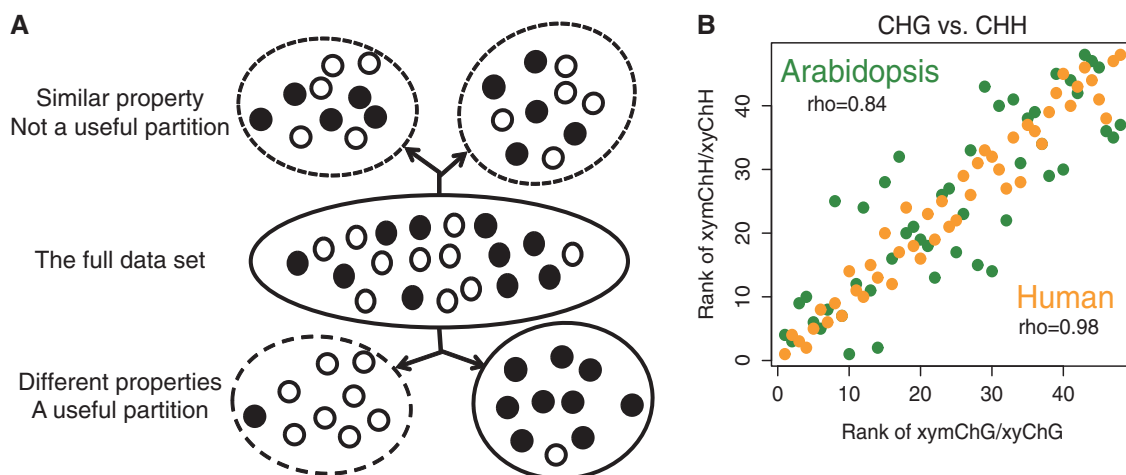 A
Similar property
Not a useful partition
The full data set
Different properties
A useful partition
B
CHG vs. CHH
Arabidopsis
rho=0.84
Human
rho=0.98
Rank of xymChH/xyChH
0 10 20 30 40
0 10 20 30 40
Rank of xymChG/xyChG